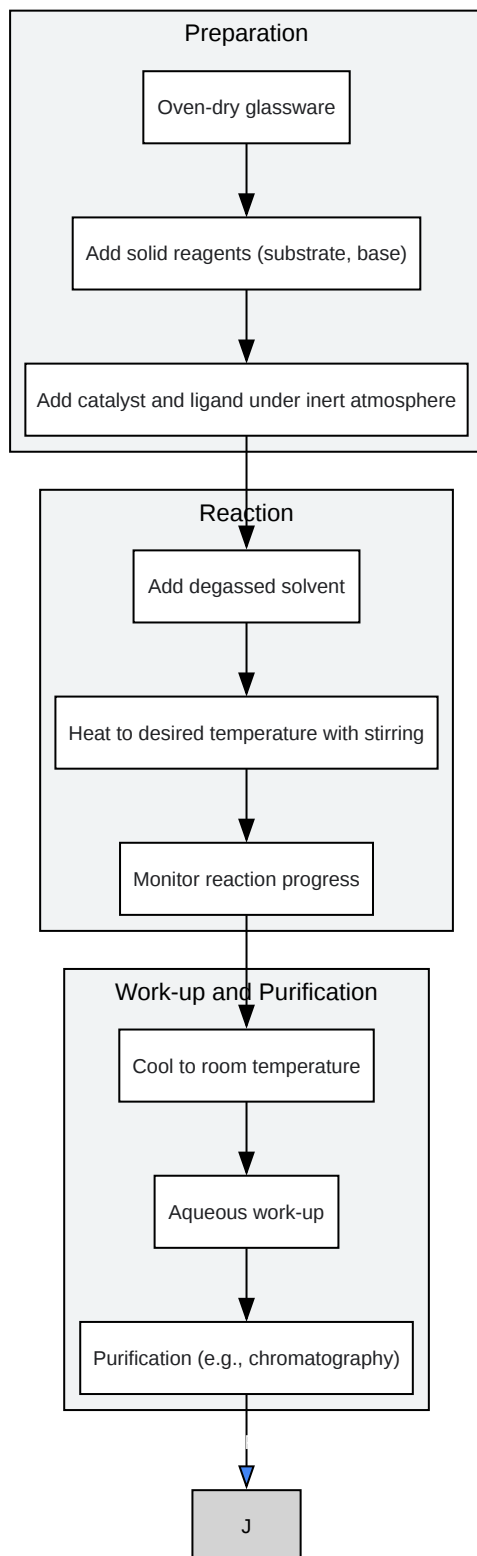 Preparation
Oven-dry glassware
Add solid reagents (substrate, base)
Add catalyst and ligand under inert atmosphere
Reaction
Add degassed solvent
Heat to desired temperature with stirring
Monitor reaction progress
Work-up and Purification
Cool to room temperature
Aqueous work-up
Purification (e.g., chromatography)
J